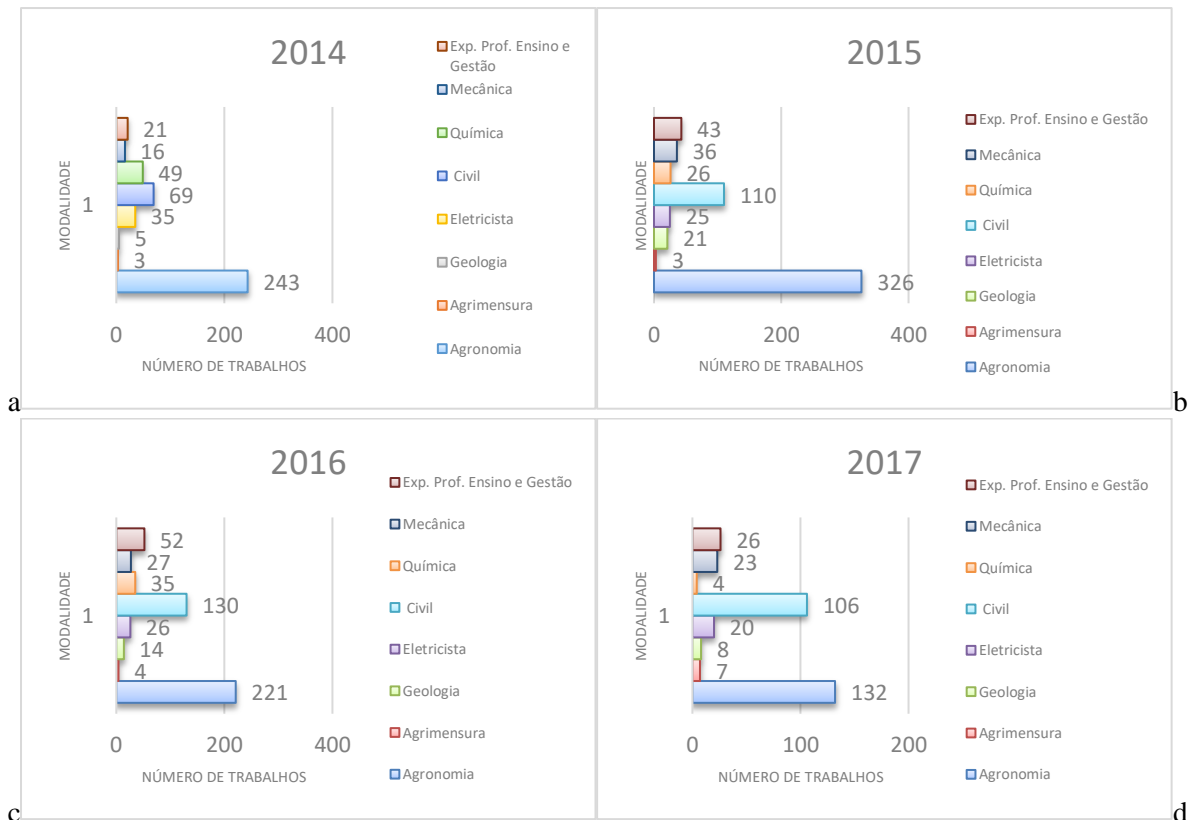 2014
Exp. Prof. Ensino e
Gestão
Mecânica
Química
Civil
Eletricista
Geologia
Agrimensura
Agronomia
MODALIDADE
1
21
16
49
69
35
5
3
243
0
200
400
NÚMERO DE TRABALHOS
a
2015
Exp. Prof. Ensino e Gestão
Mecânica
Química
Civil
Eletricista
Geologia
Agrimensura
Agronomia
MODALIDADE
1
43
36
26
110
25
21
3
326
0
200
400
NÚMERO DE TRABALHOS
b
2016
Exp. Prof. Ensino e Gestão
Mecânica
Química
Civil
Eletricista
Geologia
Agrimensura
Agronomia
MODALIDADE
1
52
27
35
130
26
14
4
221
0
200
400
NÚMERO DE TRABALHOS
c
2017
Exp. Prof. Ensino e Gestão
Mecânica
Química
Civil
Eletricista
Geologia
Agrimensura
Agronomia
MODALIDADE
1
26
23
4
106
20
8
7
132
0
100
200
NÚMERO DE TRABALHOS
d